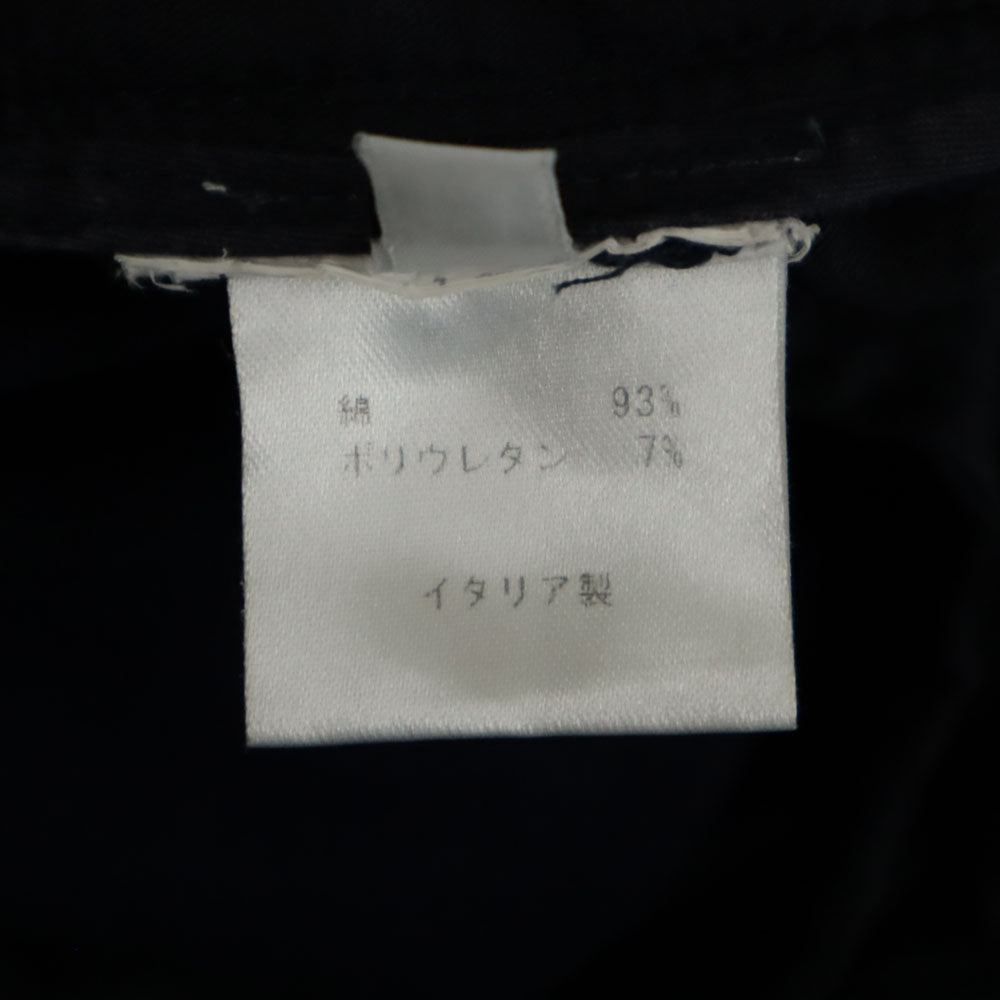 綿 93%
ポリウレタン 7%
イタリア製